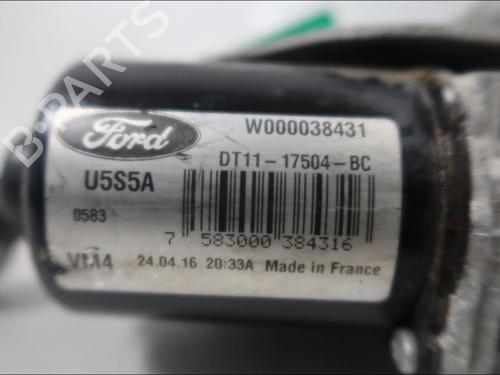 Ford
W000038431
DT11-17504-BC
U5S5A
0583
7 583000 384316
VM4 24.04.16 20:33A Made in France
B-PARTS